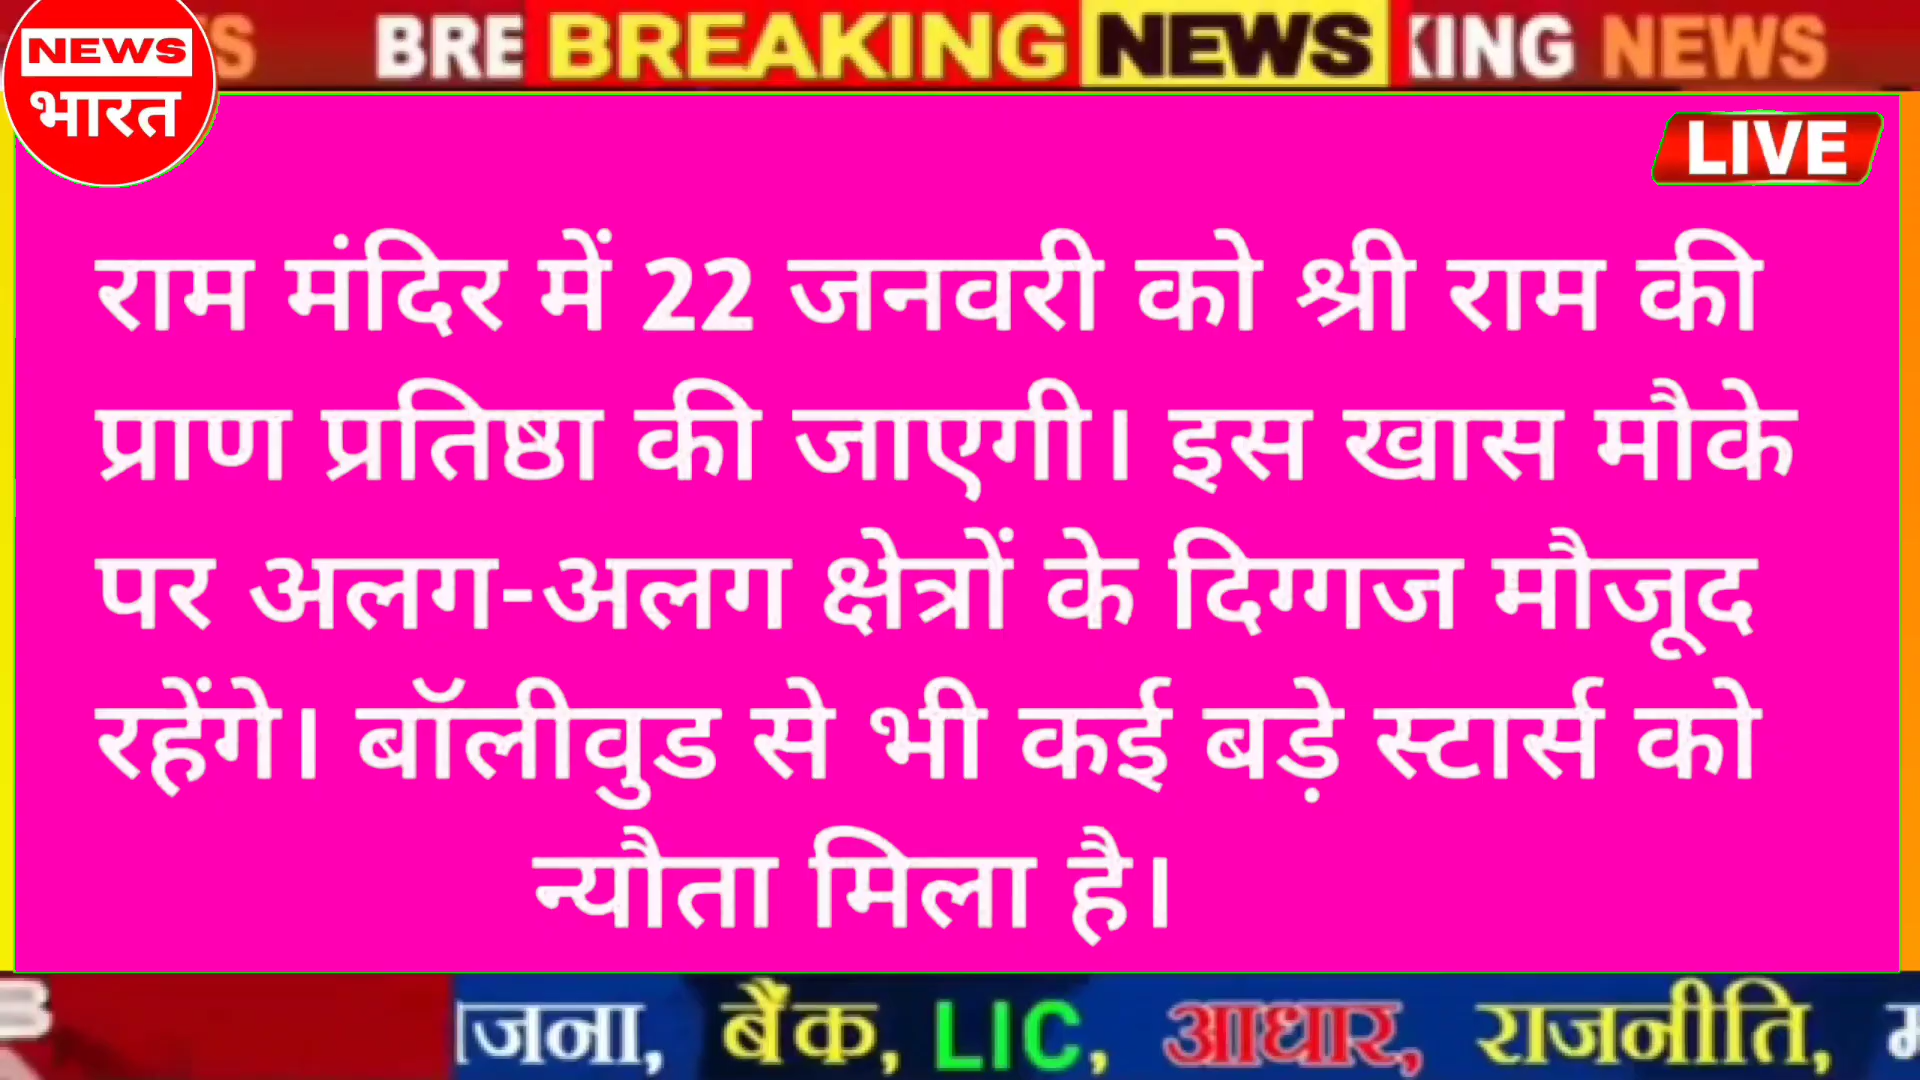 BRE BREAKING NEWS KING NEWS
NEWS
भारत
LIVE
राम मंदिर में 22 जनवरी को श्री राम की
प्राण प्रतिष्ठा की जाएगी। इस खास मौके
पर अलग-अलग क्षेत्रों के दिग्गज मौजूद
रहेंगे। बॉलीवुड से भी कई बड़े स्टार्स को
न्यौता मिला है।
जना, बैंक, LIC, आधार, राजनीति,